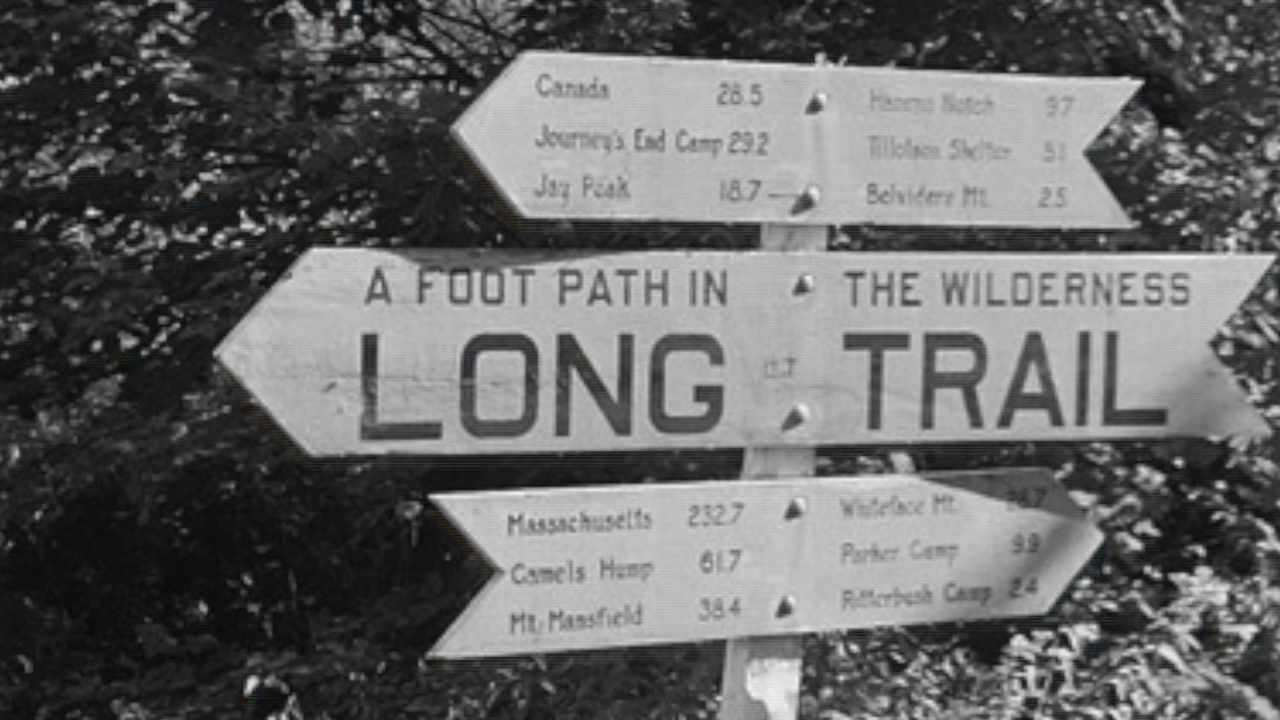 Canada 28.5 Hazens Notch 9.7
Journey's End Camp 29.2 Tillotson Shelter 5.1
Jay Peak 18.7 Belvidere Mt. 2.5
A FOOT PATH IN THE WILDERNESS
LONG TRAIL
Massachusetts 232.7 Whiteface Mt.
Camels Hump 61.7 Parker Camp 9.9
Mt. Mansfield 38.4 Ritterbush Camp 2.4